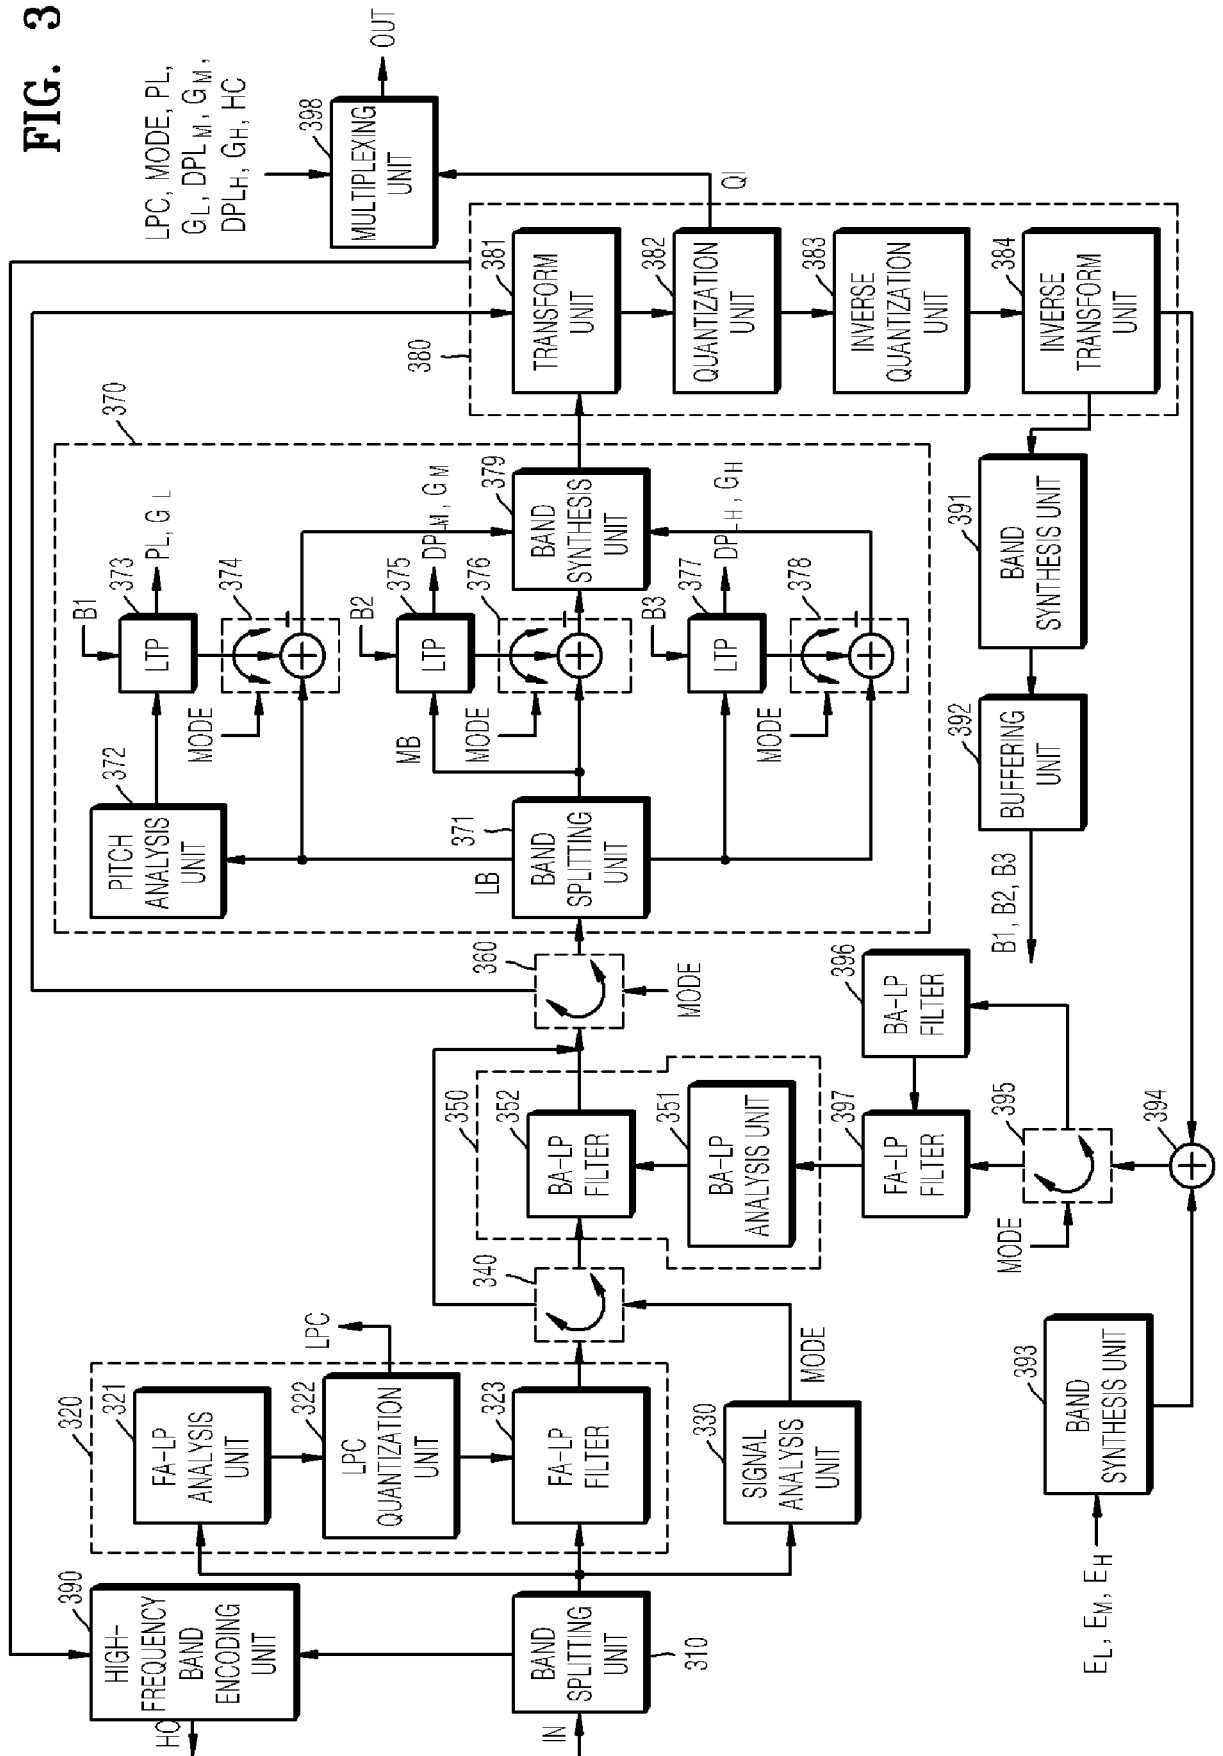 FIG. 3
IN
BAND
SPLITTING
UNIT
310
HIGH-
FREQUENCY
BAND
ENCODING
UNIT
390
HC
320
FA-LP
ANALYSIS
UNIT
321
LPC
QUANTIZATION
UNIT
322
LPC
FA-LP
FILTER
323
SIGNAL
ANALYSIS
UNIT
330
MODE
340
350
BA-LP
FILTER
352
BA-LP
ANALYSIS UNIT
351
360
MODE
370
BAND
SPLITTING
UNIT
371
LB
MB
PITCH
ANALYSIS
UNIT
372
B1
LTP
373
PL, GL
374
MODE
B2
LTP
375
DPLM, GM
376
MODE
B3
LTP
377
DPLH, GH
378
MODE
BAND
SYNTHESIS
UNIT
379
380
TRANSFORM
UNIT
381
QUANTIZATION
UNIT
382
QI
INVERSE
QUANTIZATION
UNIT
383
INVERSE
TRANSFORM
UNIT
384
LPC, MODE, PL,
GL, DPLM, GM,
DPLH, GH, HC
MULTIPLEXING
UNIT
398
OUT
BAND
SYNTHESIS UNIT
391
BUFFERING
UNIT
392
B1, B2, B3
EL, EM, EH
BAND
SYNTHESIS UNIT
393
394
395
MODE
BA-LP
FILTER
396
FA-LP
FILTER
397